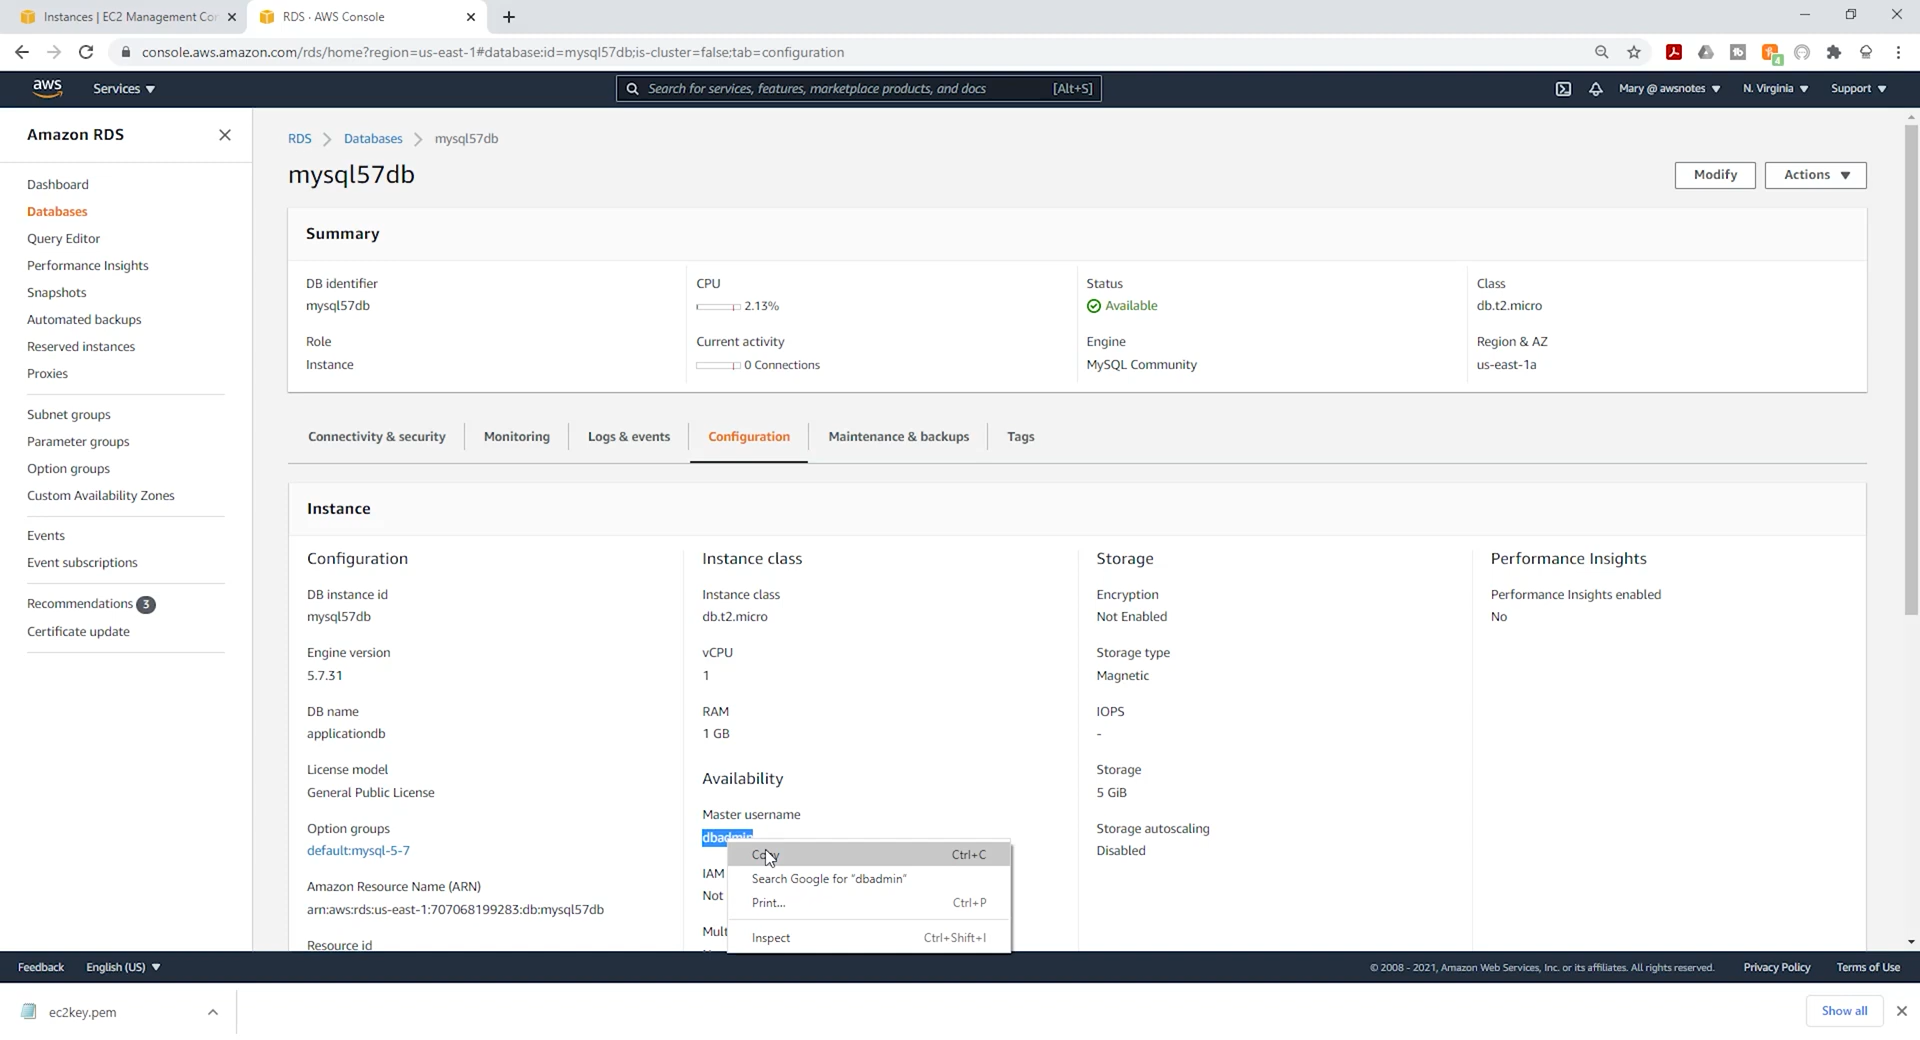 Instances | EC2 Management Con
RDS · AWS Console
console.aws.amazon.com/rds/home?region=us-east-1#database:id=mysql57db;is-cluster=false;tab=configuration
4
aws
Services
Search for services, features, marketplace products, and docs
[Alt+S]
Mary @ awsnotes
N. Virginia
Support
Amazon RDS
Dashboard
Databases
Query Editor
Performance Insights
Snapshots
Automated backups
Reserved instances
Proxies
Subnet groups
Parameter groups
Option groups
Custom Availability Zones
Events
Event subscriptions
Recommendations 3
Certificate update
RDS
Databases
mysql57db
mysql57db
Modify
Actions
Summary
DB identifier
mysql57db
CPU
2.13%
Status
Available
Class
db.t2.micro
Role
Instance
Current activity
0 Connections
Engine
MySQL Community
Region & AZ
us-east-1a
Connectivity & security
Monitoring
Logs & events
Configuration
Maintenance & backups
Tags
Instance
Configuration
DB instance id
mysql57db
Engine version
5.7.31
DB name
applicationdb
License model
General Public License
Option groups
default:mysql-5-7
Amazon Resource Name (ARN)
arn:aws:rds:us-east-1:707068199283:db:mysql57db
Resource id
Instance class
Instance class
db.t2.micro
vCPU
1
RAM
1 GB
Availability
Master username
dbadmin
IAM
Not
Mult
Copy
Ctrl+C
Search Google for "dbadmin"
Print...
Ctrl+P
Inspect
Ctrl+Shift+I
Storage
Encryption
Not Enabled
Storage type
Magnetic
IOPS
-
Storage
5 GiB
Storage autoscaling
Disabled
Performance Insights
Performance Insights enabled
No
Feedback
English (US)
© 2008 - 2021, Amazon Web Services, Inc. or its affiliates. All rights reserved.
Privacy Policy
Terms of Use
ec2key.pem
Show all